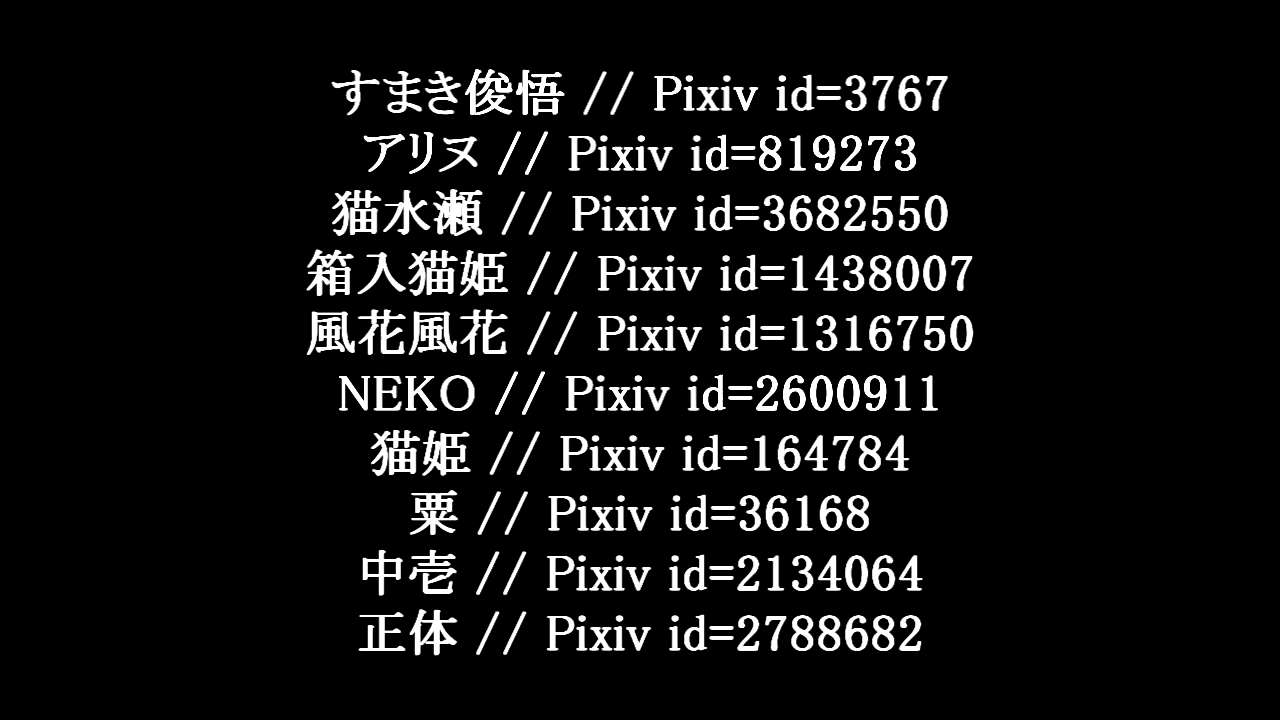 すまき俊悟 // Pixiv id=3767
アリヌ // Pixiv id=819273
猫水瀬 // Pixiv id=3682550
箱入猫姫 // Pixiv id=1438007
風花風花 // Pixiv id=1316750
NEKO // Pixiv id=2600911
猫姫 // Pixiv id=164784
粟 // Pixiv id=36168
中壱 // Pixiv id=2134064
正体 // Pixiv id=2788682